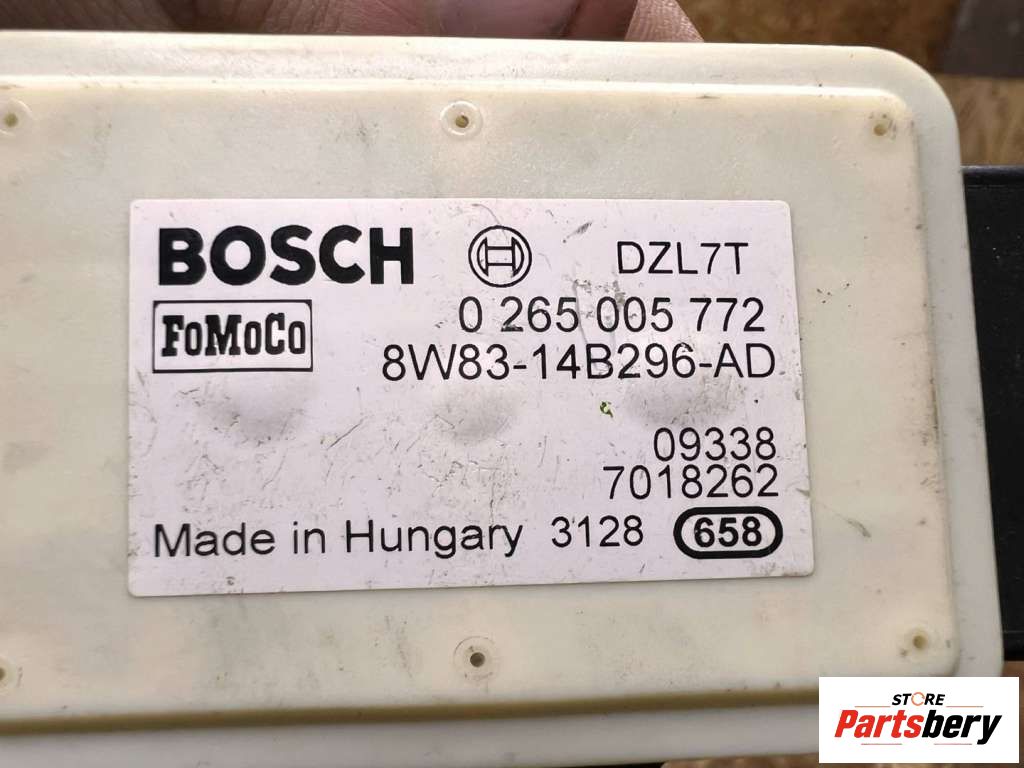 BOSCH DZL7T
FoMoCo 0 265 005 772
8W83-14B296-AD
09338
7018262
Made in Hungary 3128 658
STORE
Partsbery